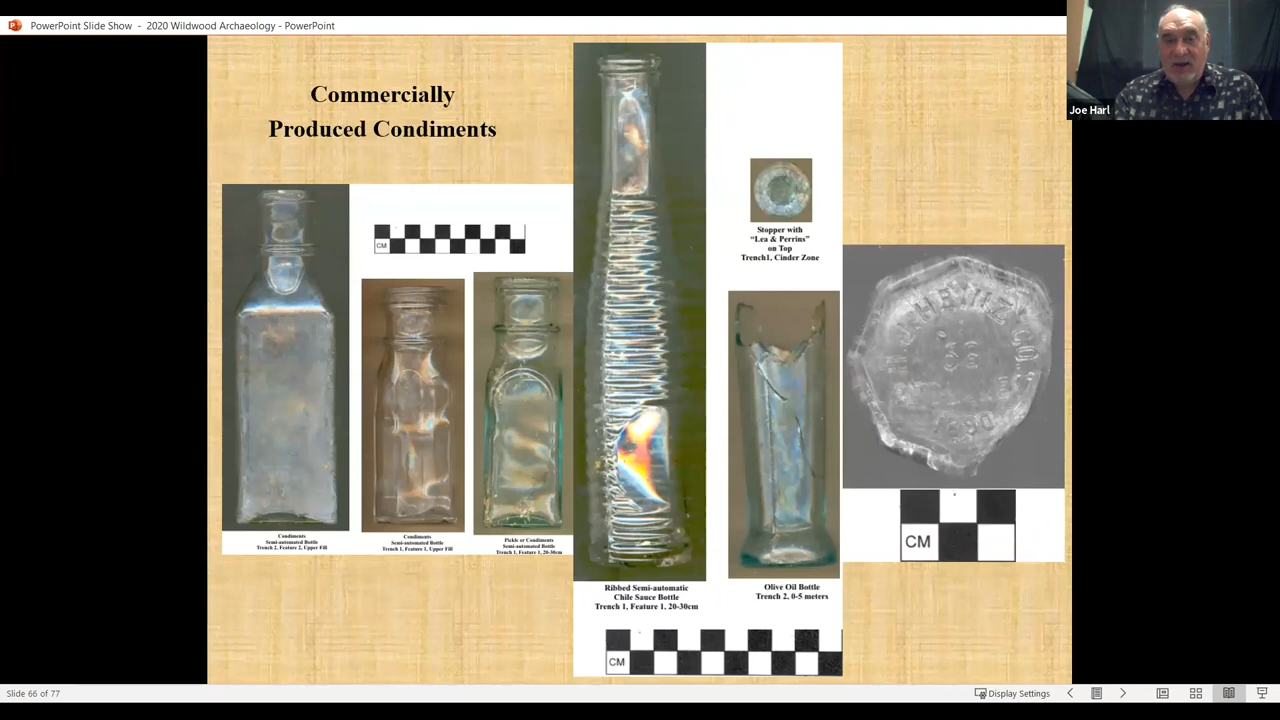 PowerPoint Slide Show - 2020 Wildwood Archaeology - PowerPoint
Joe Harl
Commercially
Produced Condiments
CM
Condiments
Semi-automated Bottle
Trench 2, Feature 2, Upper Fill
Condiments
Semi-automated Bottle
Trench 1, Feature 1, Upper Fill
Pickle or Condiments
Semi-automated Bottle
Trench 1, Feature 1, 20-30cm
Ribbed Semi-automatic
Chile Sauce Bottle
Trench 1, Feature 1, 20-30cm
CM
Stopper with
“Lea & Perrins”
on Top
Trench1, Cinder Zone
Olive Oil Bottle
Trench 2, 0-5 meters
HEINZ
CM
Slide 66 of 77
Display Settings